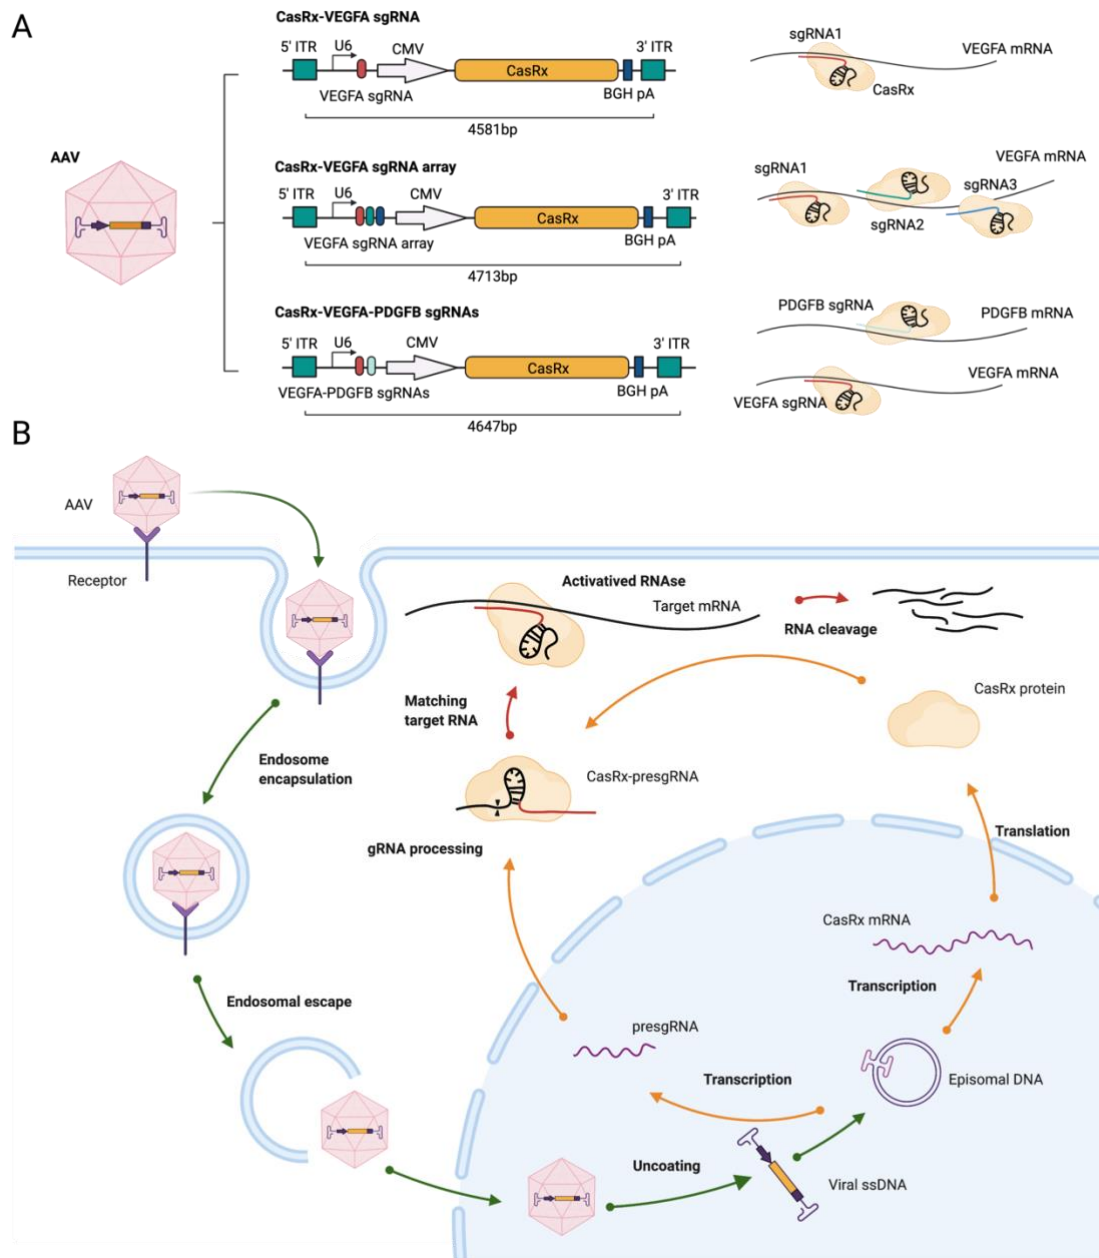 A
CasRx-VEGFA sgRNA
5' ITR
U6
CMV
3' ITR
CasRx
VEGFA sgRNA
BGH pA
4581bp
sgRNA1
VEGFA mRNA
CasRx
AAV
CasRx-VEGFA sgRNA array
5' ITR
U6
CMV
3' ITR
CasRx
VEGFA sgRNA array
BGH pA
4713bp
sgRNA1
VEGFA mRNA
sgRNA3
sgRNA2
CasRx-VEGFA-PDGFB sgRNAs
5' ITR
U6
CMV
3' ITR
CasRx
VEGFA-PDGFB sgRNAs
BGH pA
4647bp
PDGFB sgRNA
PDGFB mRNA
VEGFA mRNA
VEGFA sgRNA
B
AAV
Receptor
Activatived RNAse
Target mRNA
RNA cleavage
Matching
target RNA
CasRx protein
Endosome
encapsulation
CasRx-presgRNA
gRNA processing
Translation
CasRx mRNA
Transcription
Endosomal escape
presgRNA
Transcription
Episomal DNA
Uncoating
Viral ssDNA